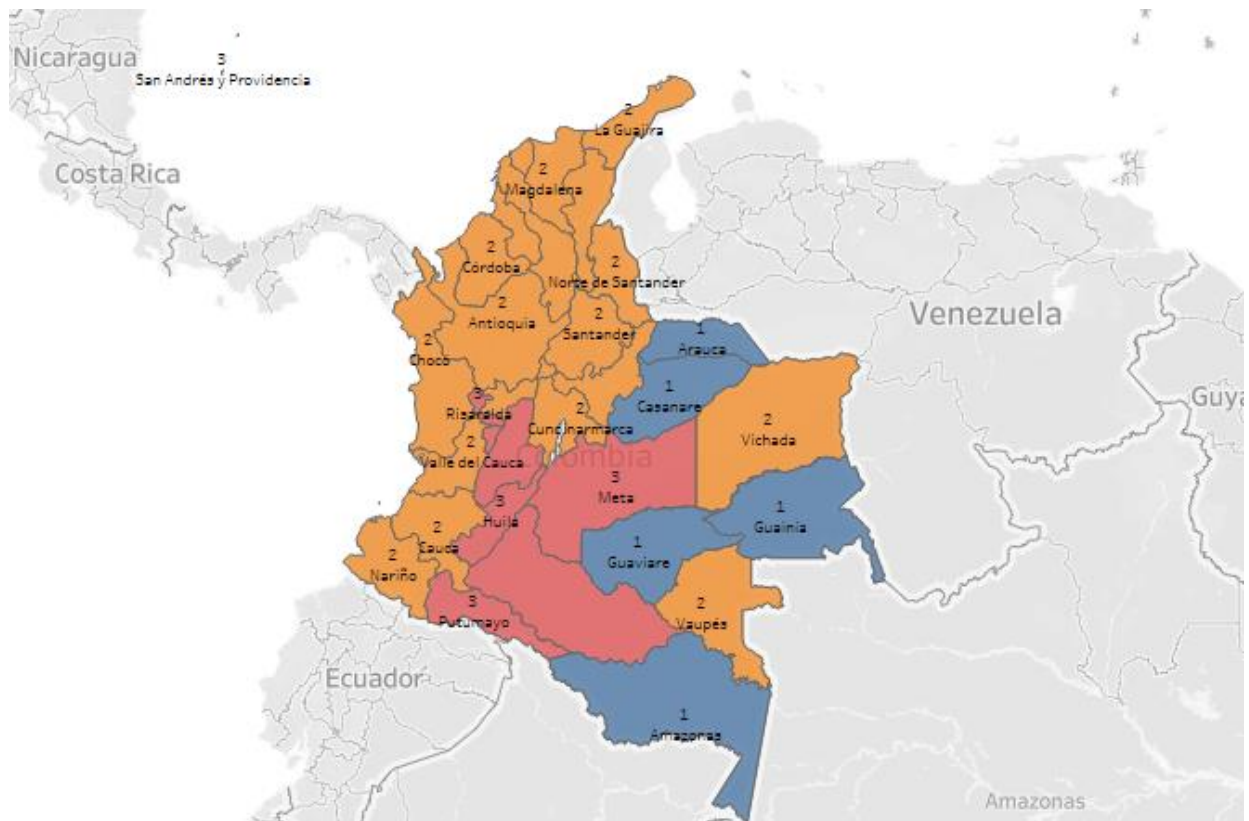 Nicaragua
3
San Andrés y Providencia
2
La Guajira
Costa Rica
2
Magdalena
2
Córdoba
2
Norte de Santander
2
Antioquia
2
Santander
Venezuela
1
Arauca
2
Chocó
1
Casanare
3
Risaralda
Guya
2
Cundinarmarca
2
Vichada
2
Valle del Cauca
Colombia
3
Meta
3
Huila
1
Guainía
2
Cauca
1
Guaviare
2
Nariño
3
Putumayo
2
Vaupés
Ecuador
1
Amazonas
Amazonas